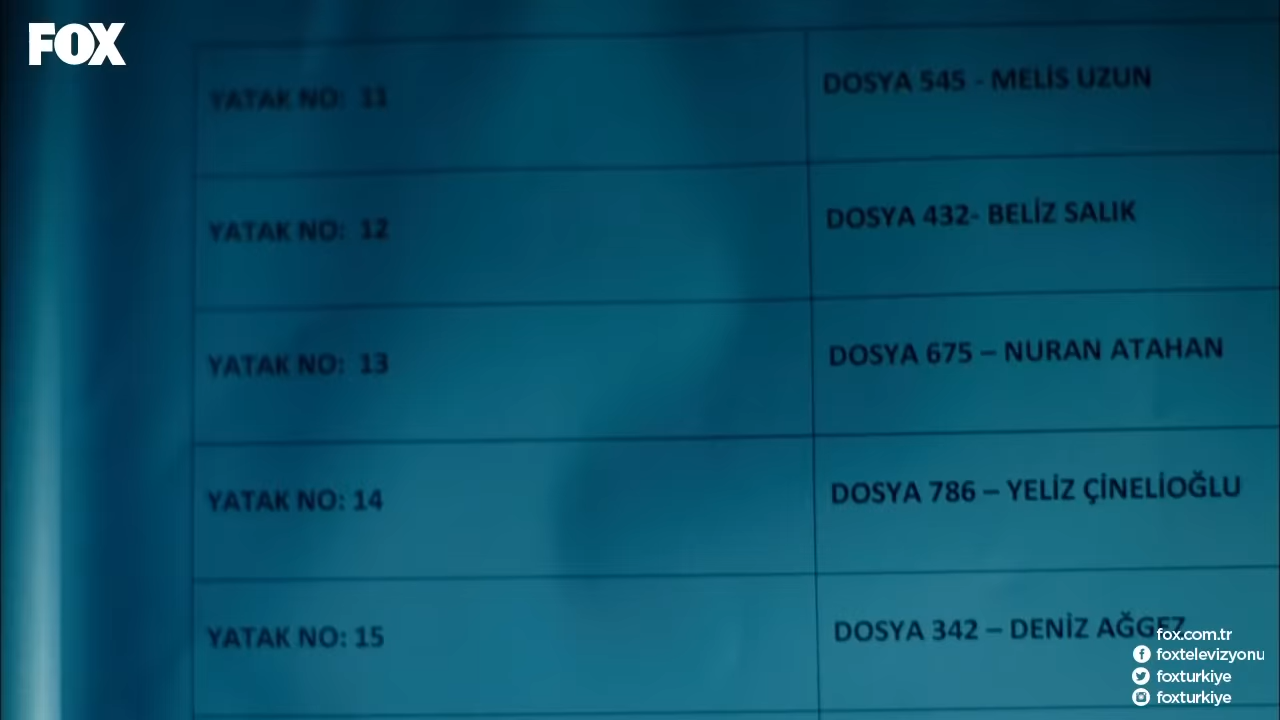 FOX
YATAK NO: 11
DOSYA 545 - MELİS UZUN
YATAK NO: 12
DOSYA 432- BELİZ SALIK
YATAK NO: 13
DOSYA 675 – NURAN ATAHAN
YATAK NO: 14
DOSYA 786 – YELİZ ÇİNELİOĞLU
YATAK NO: 15
DOSYA 342 – DENİZ
fox.com.tr
foxtelevizyonu
foxturkiye
foxturkiye